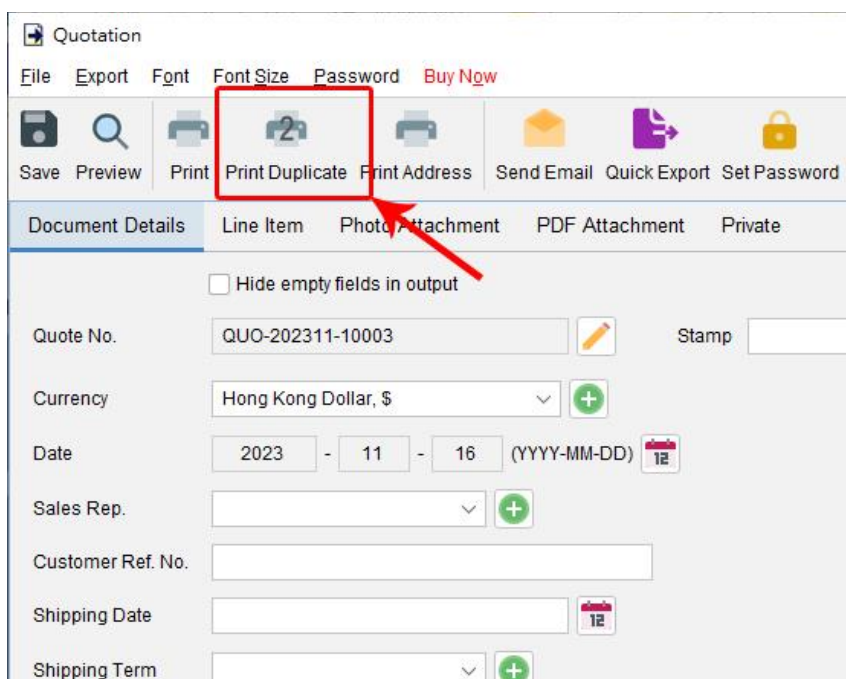 Quotation
File Export Font Font Size Password Buy Now
2
Save Preview Print Print Duplicate Print Address Send Email Quick Export Set Password
Document Details Line Item Photo Attachment PDF Attachment Private
Hide empty fields in output
Quote No. QUO-202311-10003 Stamp
Currency Hong Kong Dollar, $
Date 2023 - 11 - 16 (YYYY-MM-DD) 12
Sales Rep.
Customer Ref. No.
Shipping Date 12
Shipping Term